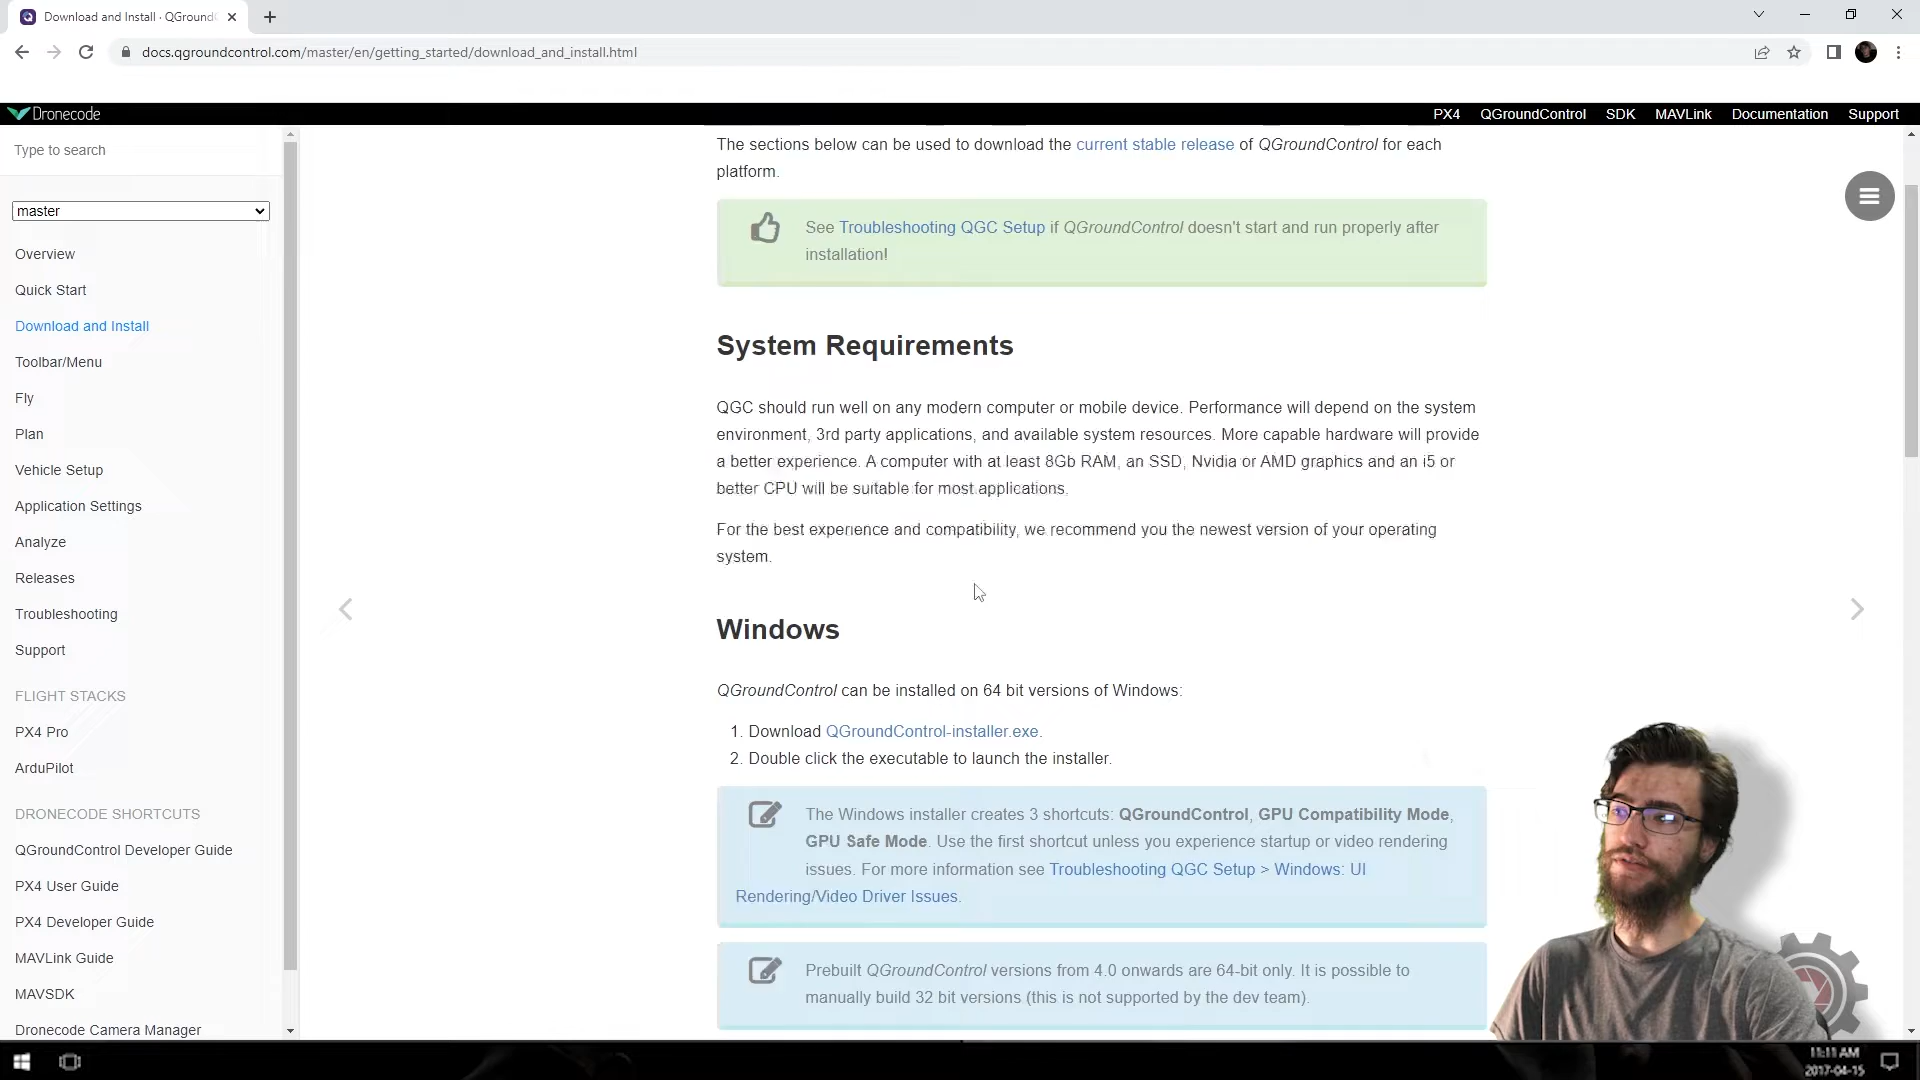 Download and Install · QGround
docs.qgroundcontrol.com/master/en/getting_started/download_and_install.html
Dronecode
PX4
QGroundControl
SDK
MAVLink
Documentation
Support
Type to search
master
Overview
Quick Start
Download and Install
Toolbar/Menu
Fly
Plan
Vehicle Setup
Application Settings
Analyze
Releases
Troubleshooting
Support
FLIGHT STACKS
PX4 Pro
ArduPilot
DRONECODE SHORTCUTS
QGroundControl Developer Guide
PX4 User Guide
PX4 Developer Guide
MAVLink Guide
MAVSDK
Dronecode Camera Manager
The sections below can be used to download the current stable release of QGroundControl for each
platform.
See Troubleshooting QGC Setup if QGroundControl doesn't start and run properly after
installation!
System Requirements
QGC should run well on any modern computer or mobile device. Performance will depend on the system
environment, 3rd party applications, and available system resources. More capable hardware will provide
a better experience. A computer with at least 8Gb RAM, an SSD, Nvidia or AMD graphics and an i5 or
better CPU will be suitable for most applications.
For the best experience and compatibility, we recommend you the newest version of your operating
system.
Windows
QGroundControl can be installed on 64 bit versions of Windows:
1. Download QGroundControl-installer.exe.
2. Double click the executable to launch the installer.
The Windows installer creates 3 shortcuts: QGroundControl, GPU Compatibility Mode,
GPU Safe Mode. Use the first shortcut unless you experience startup or video rendering
issues. For more information see Troubleshooting QGC Setup > Windows: UI
Rendering/Video Driver Issues.
Prebuilt QGroundControl versions from 4.0 onwards are 64-bit only. It is possible to
manually build 32 bit versions (this is not supported by the dev team).
11:11 AM
2017-04-15